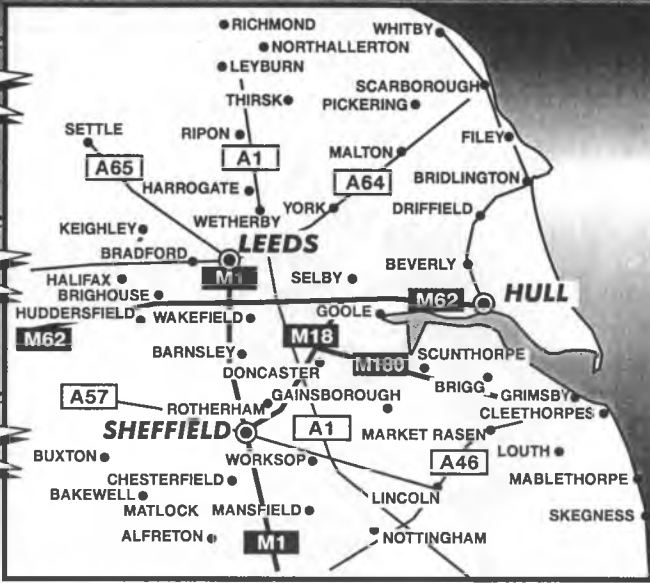 RICHMOND
WHITBY
NORTHALLERTON
LEYBURN
SCARBOROUGH
THIRSK
PICKERING
SETTLE
RIPON
FILEY
A65
A1
MALTON
HARROGATE
A64
BRIDLINGTON
WETHERBY
YORK
DRIFFIELD
KEIGHLEY
LEEDS
BRADFORD
BEVERLY
HALIFAX
M1
SELBY
BRIGHOUSE
M62
HULL
HUDDERSFIELD
WAKEFIELD
GOOLE
M62
M18
BARNSLEY
SCUNTHORPE
DONCASTER
M180
BRIGG
GRIMSBY
A57
ROTHERHAM
GAINSBOROUGH
CLEETHORPES
SHEFFIELD
A1
MARKET RASEN
BUXTON
WORKSOP
A46
LOUTH
CHESTERFIELD
MABLETHORPE
BAKEWELL
LINCOLN
MATLOCK
MANSFIELD
SKEGNESS
ALFRETON
M1
NOTTINGHAM